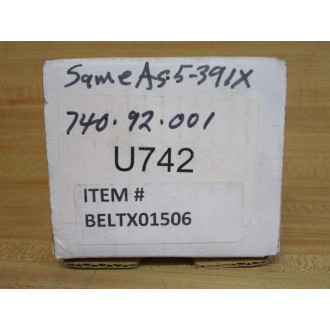 Same As 5-391X
740.92.001
U742
ITEM #
BELTX01506